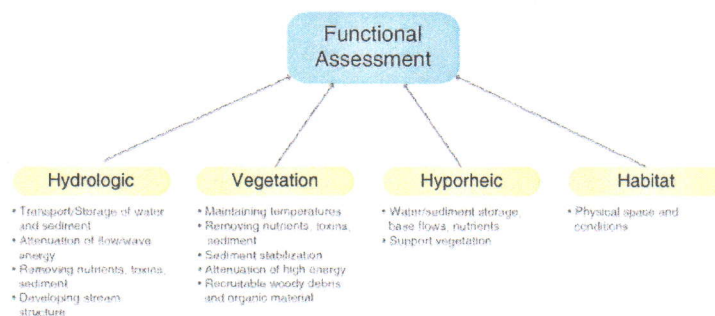 Functional
Assessment
Hydrologic
• Transport/Storage of water
and sediment
• Attenuation of flow/wave
energy
• Removing nutrients, toxins,
sediment
• Developing stream
structure
Vegetation
• Maintaining temperatures
• Removing nutrients, toxins,
sediment
• Sediment stabilization
• Attenuation of high energy
• Recruitable woody debris
and organic material
Hyporheic
• Water/sediment storage,
base flows, nutrients
• Support vegetation
Habitat
• Physical space and
conditions